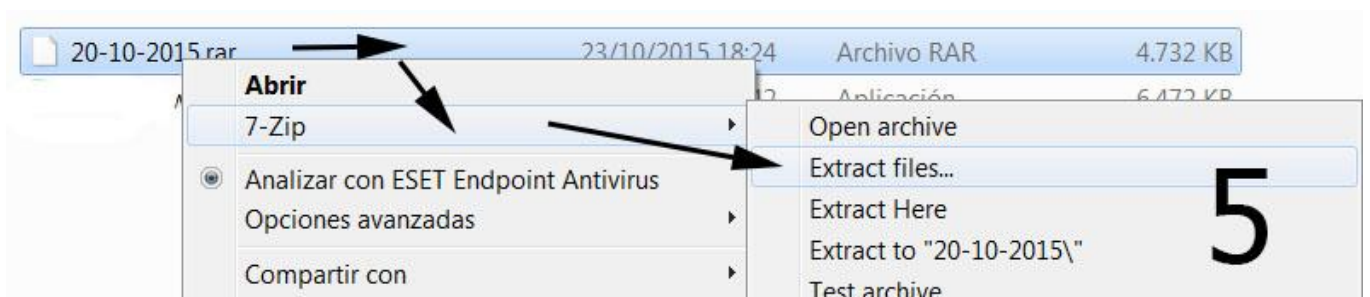 20-10-2015.rar 23/10/2015 18:24 Archivo RAR 4.732 KB
Abrir
Aplicación 6.472 KB
7-Zip
Open archive
Analizar con ESET Endpoint Antivirus
Extract files...
Opciones avanzadas
Extract Here
5
Extract to "20-10-2015\"
Compartir con
Test archive